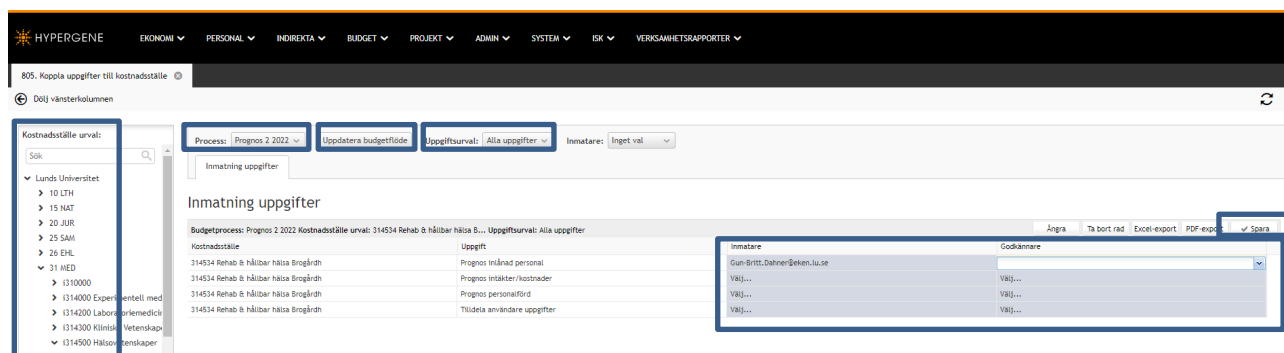 HYPERGENE EKONOMI PERSONAL INDIREKTA BUDGET PROJEKT ADMIN SYSTEM ISK VERKSAMHETSRAPPORTER
805. Koppla uppgifter till kostnadsställe
Dölj vänsterkolumnen
Kostnadsställe urval:
Sök
Lunds Universitet
10 LTH
15 NAT
20 JUR
25 SAM
26 EHL
31 MED
i310000
i314000 Experimentell med
i314200 Laboratoriemedicin
i314300 Kliniska Vetenskap
i314500 Hälsovetenskaper
Process: Prognos 2 2022 Uppdatera budgetflöde Uppgiftsurval: Alla uppgifter Inmatare: Inget val
Inmatning uppgifter
Inmatning uppgifter
Budgetprocess: Prognos 2 2022 Kostnadsställe urval: 314534 Rehab & hållbar hälsa B... Uppgiftsurval: Alla uppgifter Ångra Ta bort rad Excel-export PDF-export Spara
Kostnadsställe Uppgift Inmatare Godkännare
314534 Rehab & hållbar hälsa Brogårdh Prognos inlånad personal Gun-Britt.Dahner@eken.lu.se
314534 Rehab & hållbar hälsa Brogårdh Prognos intäkter/kostnader Välj... Välj...
314534 Rehab & hållbar hälsa Brogårdh Prognos personalförd Välj... Välj...
314534 Rehab & hållbar hälsa Brogårdh Tilldela användare uppgifter Välj... Välj...